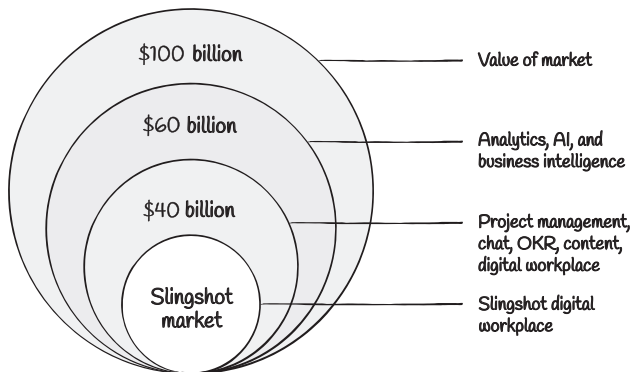 $100 billion
Value of market
$60 billion
Analytics, AI, and
business intelligence
$40 billion
Project management,
chat, OKR, content,
digital workplace
Slingshot
market
Slingshot digital
workplace